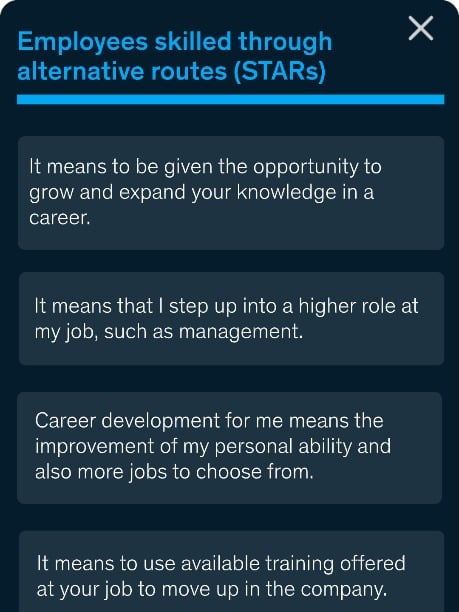 Employees skilled through
alternative routes (STARs)
It means to be given the opportunity to
grow and expand your knowledge in a
career.
It means that I step up into a higher role at
my job, such as management.
Career development for me means the
improvement of my personal ability and
also more jobs to choose from.
It means to use available training offered
at your job to move up in the company.